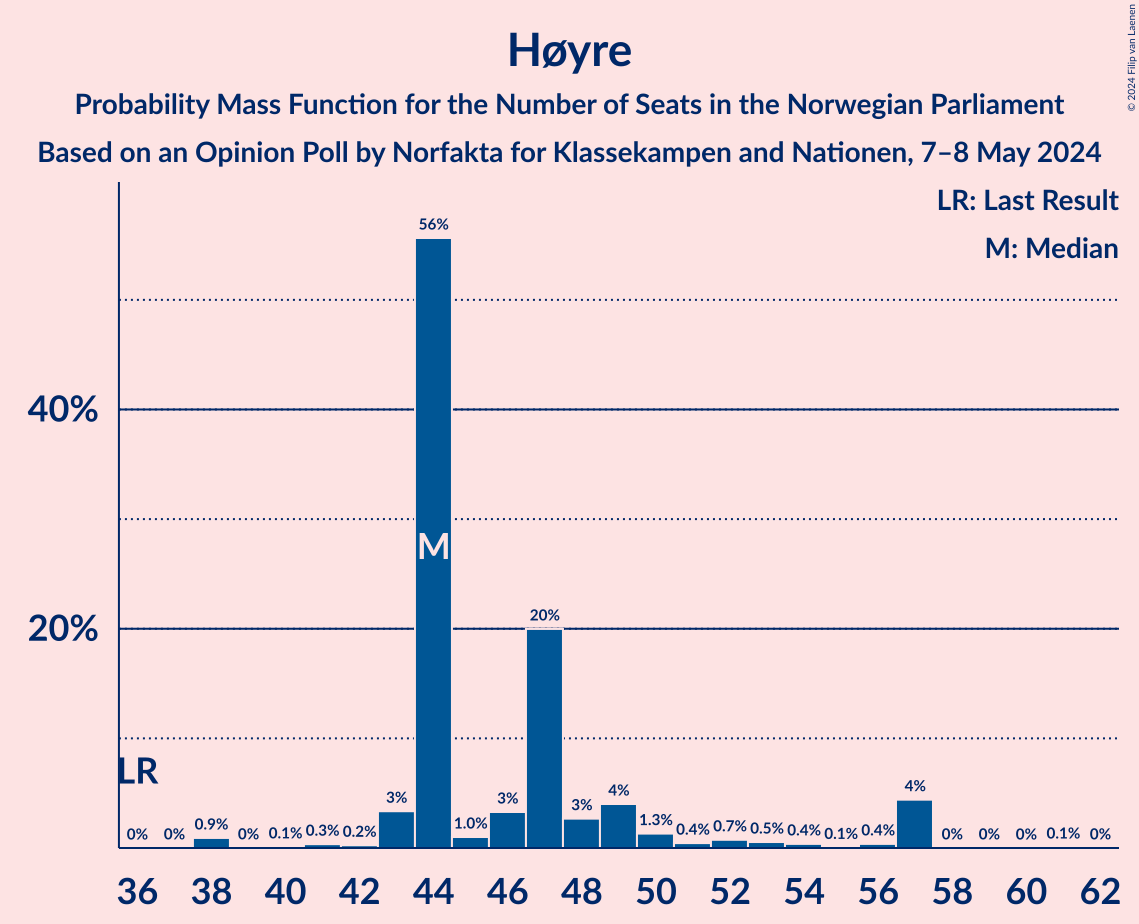 © 2024 Filip van Laenen
Høyre
Probability Mass Function for the Number of Seats in the Norwegian Parliament
Based on an Opinion Poll by Norfakta for Klassekampen and Nationen, 7–8 May 2024
LR: Last Result
M: Median
56%
40%
M
20%
20%
LR
0% 0% 0.9% 0% 0.1% 0.3% 0.2% 3% 1.0% 3% 3% 4% 1.3% 0.4% 0.7% 0.5% 0.4% 0.1% 0.4% 4% 0% 0% 0% 0.1% 0%
36 38 40 42 44 46 48 50 52 54 56 58 60 62